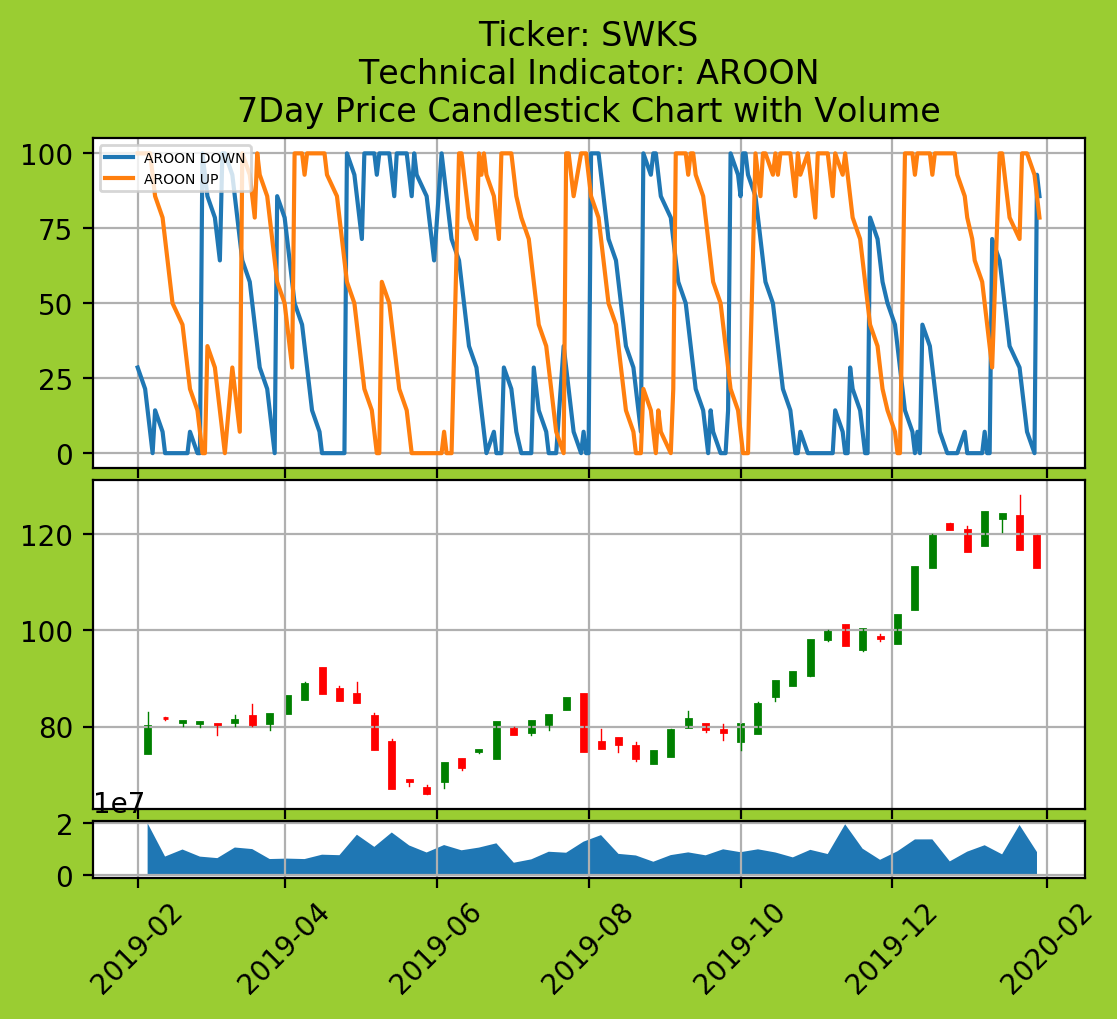 Ticker: SWKS
Technical Indicator: AROON
7Day Price Candlestick Chart with Volume
AROON DOWN
AROON UP
100
75
50
25
0
120
100
80
1e7
2
0
2019-02
2019-04
2019-06
2019-08
2019-10
2019-12
2020-02